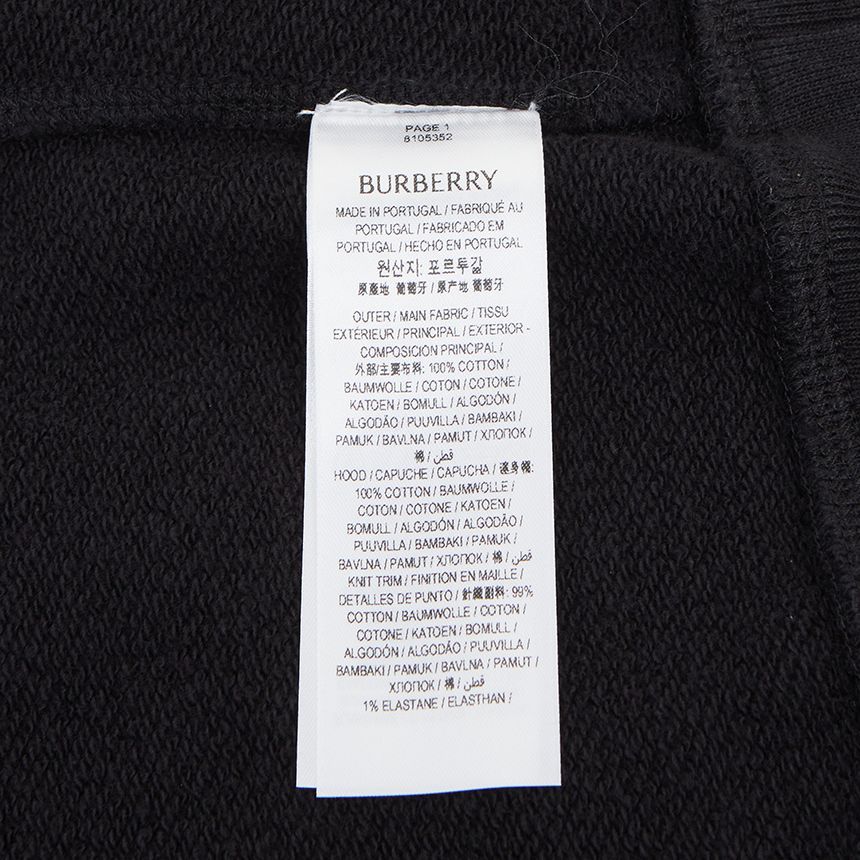 PAGE 1
8105352
BURBERRY
MADE IN PORTUGAL / FABRIQUÉ AU
PORTUGAL / FABRICADO EM
PORTUGAL / HECHO EN PORTUGAL
원산지: 포르투갈
原產地 葡萄牙 / 原产地 葡萄牙
OUTER / MAIN FABRIC / TISSU
EXTÉRIEUR / PRINCIPAL / EXTERIOR -
COMPOSICION PRINCIPAL /
外部/主要布料: 100% COTTON /
BAUMWOLLE / COTON / COTONE /
KATOEN / BOMULL / ALGODÓN /
ALGODÃO / PUUVILLA / BAMBAKI /
PAMUK / BAVLNA / PAMUT / ХЛОПОК /
棉 / قطن /
HOOD / CAPUCHE / CAPUCHA / 連身帽:
100% COTTON / BAUMWOLLE /
COTON / COTONE / KATOEN /
BOMULL / ALGODÓN / ALGODÃO /
PUUVILLA / BAMBAKI / PAMUK /
BAVLNA / PAMUT / ХЛОПОК / 棉 / قطن /
KNIT TRIM / FINITION EN MAILLE /
DETALLES DE PUNTO / 針織副料: 99%
COTTON / BAUMWOLLE / COTON /
COTONE / KATOEN / BOMULL /
ALGODÓN / ALGODÃO / PUUVILLA /
BAMBAKI / PAMUK / BAVLNA / PAMUT /
ХЛОПОК / 棉 / قطن /
1% ELASTANE / ELASTHAN /